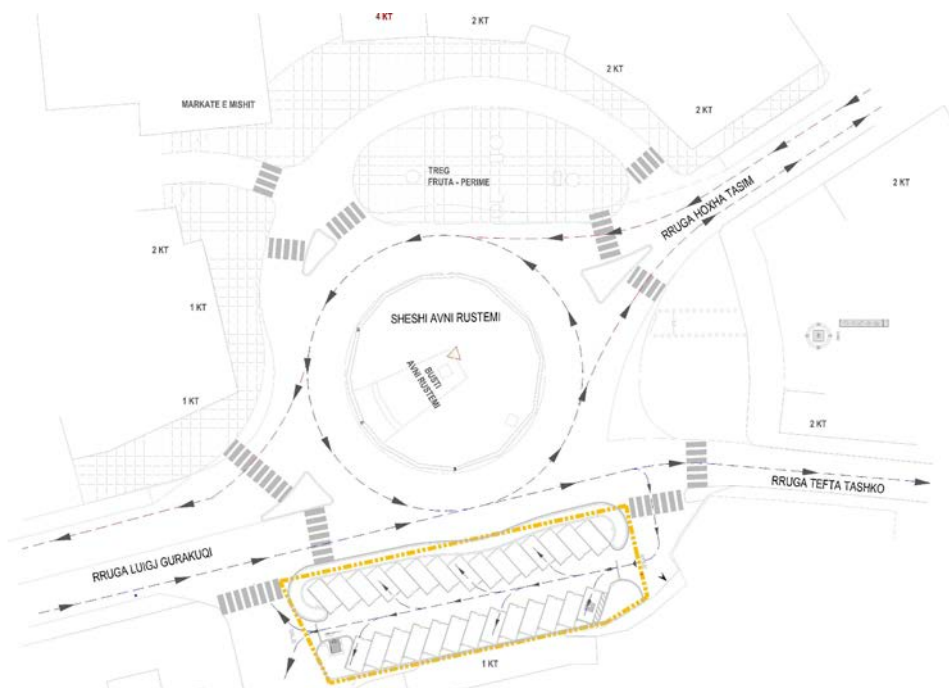 4 KT
2 KT
2 KT
2 KT
MARKATE E MISHIT
TREG
FRUTA - PERIME
RRUGA HOXHA TASIM
2 KT
2 KT
1 KT
SHESHI AVNI RUSTEMI
BUSTI
AVNI RUSTEMI
1 KT
2 KT
RRUGA TEFTA TASHKO
RRUGA LUIGJ GURAKUQI
1 KT